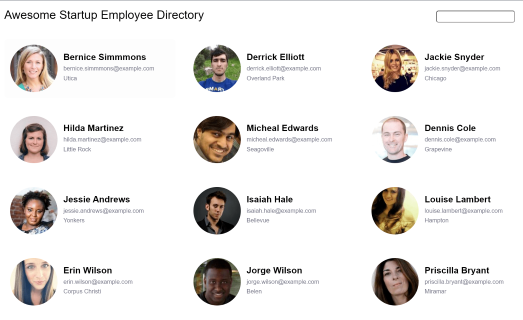 Awesome Startup Employee Directory
Bernice Simmmons
bernice.simmmons@example.com
Utica
Derrick Elliott
derrick.elliott@example.com
Overland Park
Jackie Snyder
jackie.snyder@example.com
Chicago
Hilda Martinez
hilda.martinez@example.com
Little Rock
Micheal Edwards
micheal.edwards@example.com
Seagoville
Dennis Cole
dennis.cole@example.com
Grapevine
Jessie Andrews
jessie.andrews@example.com
Yonkers
Isaiah Hale
isaiah.hale@example.com
Bellevue
Louise Lambert
louise.lambert@example.com
Hampton
Erin Wilson
erin.wilson@example.com
Corpus Christi
Jorge Wilson
jorge.wilson@example.com
Belen
Priscilla Bryant
priscilla.bryant@example.com
Miramar